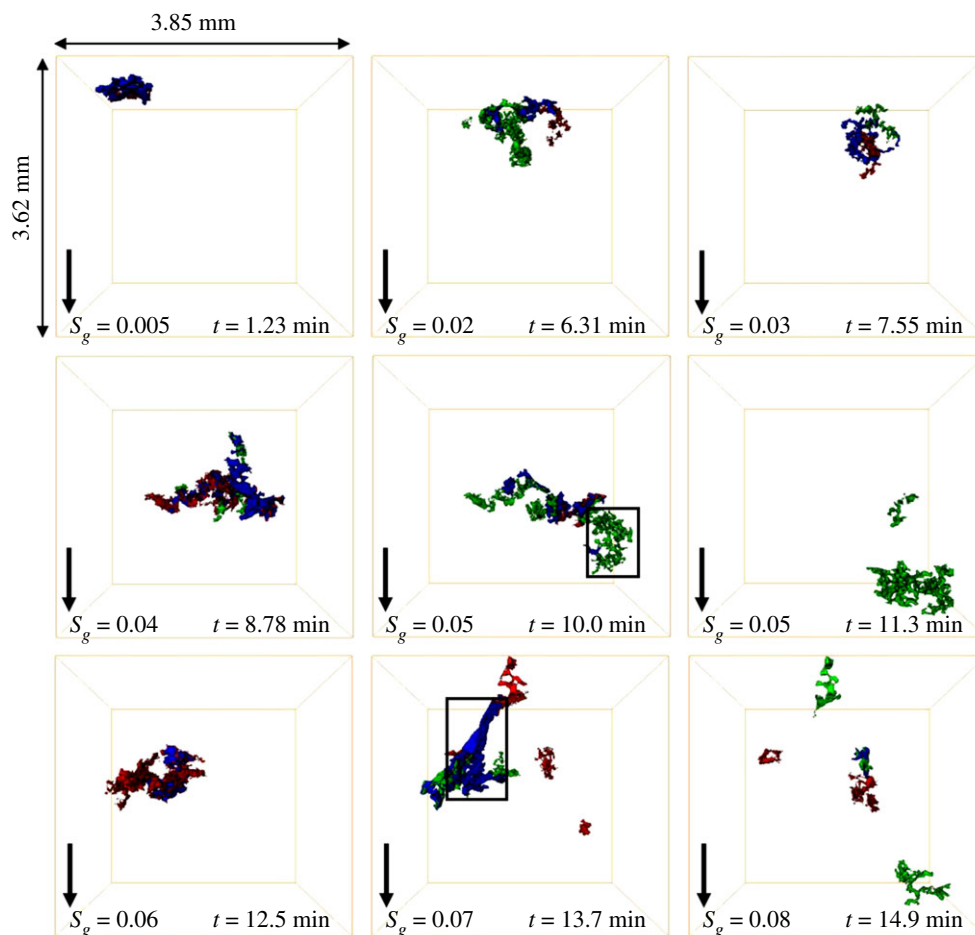 3.85 mm
3.62 mm
S_g = 0.005 t = 1.23 min
S_g = 0.02 t = 6.31 min
S_g = 0.03 t = 7.55 min
S_g = 0.04 t = 8.78 min
S_g = 0.05 t = 10.0 min
S_g = 0.05 t = 11.3 min
S_g = 0.06 t = 12.5 min
S_g = 0.07 t = 13.7 min
S_g = 0.08 t = 14.9 min